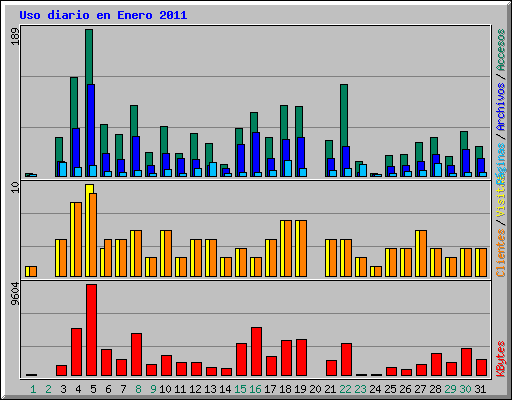 Uso diario en Enero 2011
189
10
9604
Accesos / Archivos / Páginas
Visitas / Clientes
KBytes
1 2 3 4 5 6 7 8 9 10 11 12 13 14 15 16 17 18 19 20 21 22 23 24 25 26 27 28 29 30 31